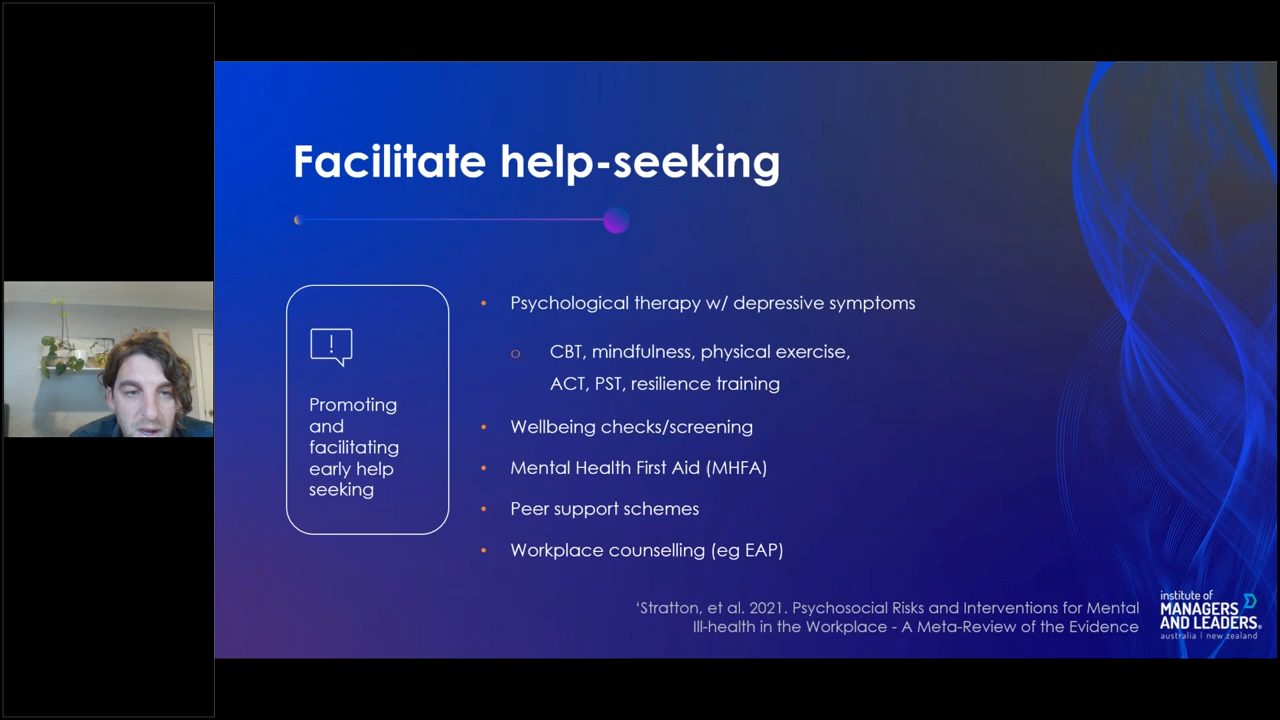 Facilitate help-seeking
!
Promoting
and
facilitating
early help
seeking
• Psychological therapy w/ depressive symptoms
o CBT, mindfulness, physical exercise,
ACT, PST, resilience training
• Wellbeing checks/screening
• Mental Health First Aid (MHFA)
• Peer support schemes
• Workplace counselling (eg EAP)
‘Stratton, et al. 2021. Psychosocial Risks and Interventions for Mental
Ill-health in the Workplace - A Meta-Review of the Evidence
institute of
MANAGERS
AND LEADERS®
australia | new zealand